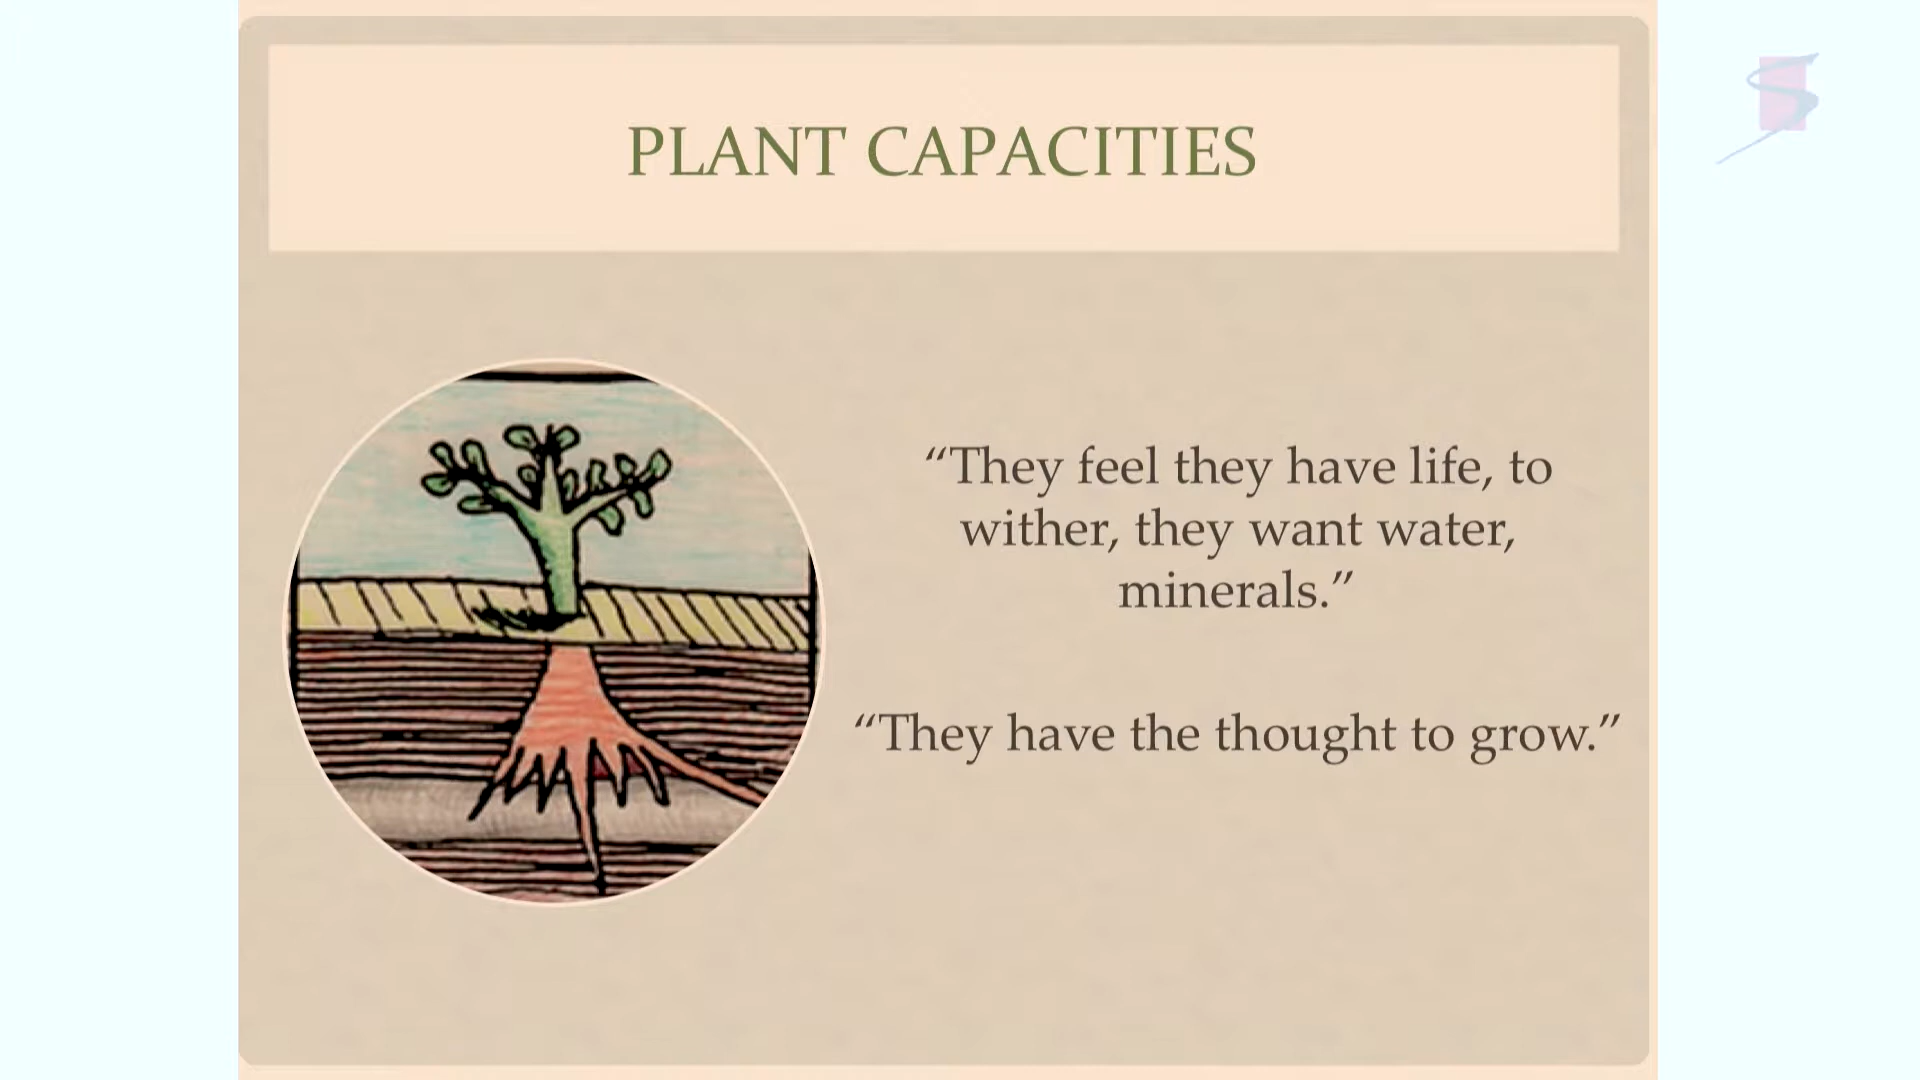 PLANT CAPACITIES
“They feel they have life, to
wither, they want water,
minerals.”
“They have the thought to grow.”